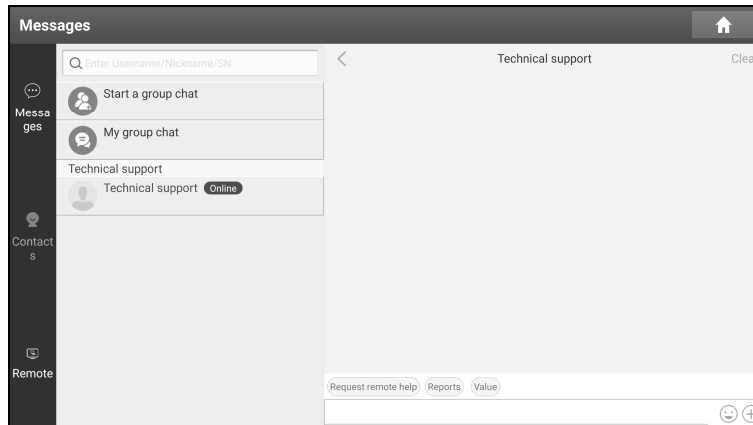 Messages
Enter Username/Nickname/SN
Technical support
Clea
Start a group chat
Messa
ges
My group chat
Technical support
Technical support Online
Contact
s
Remote
Request remote help Reports Value